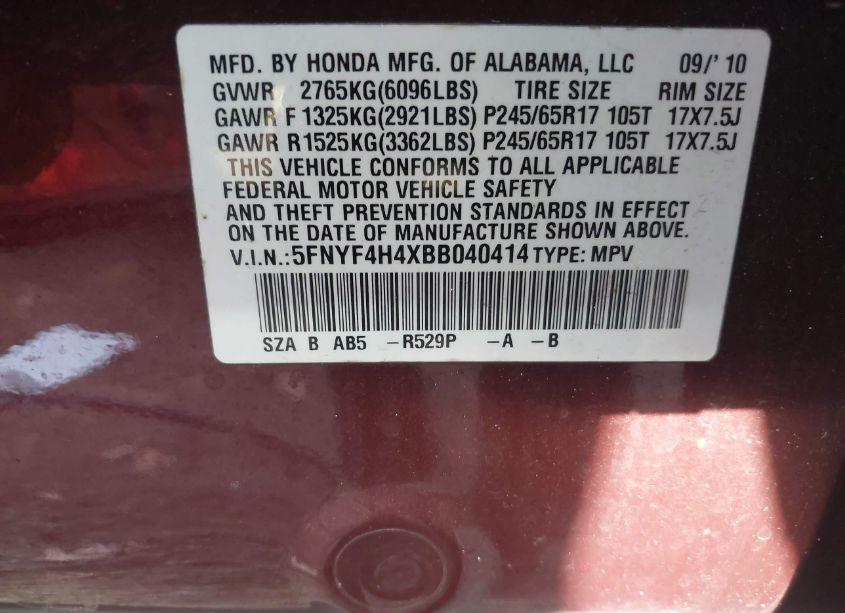 MFD. BY HONDA MFG. OF ALABAMA, LLC 09/' 10
GVWR 2765KG(6096LBS) TIRE SIZE RIM SIZE
GAWR F 1325KG(2921LBS) P245/65R17 105T 17X7.5J
GAWR R1525KG(3362LBS) P245/65R17 105T 17X7.5J
THIS VEHICLE CONFORMS TO ALL APPLICABLE
FEDERAL MOTOR VEHICLE SAFETY
AND THEFT PREVENTION STANDARDS IN EFFECT
ON THE DATE OF MANUFACTURE SHOWN ABOVE.
V.I.N.:5FNYF4H4XBB040414 TYPE: MPV
SZA B AB5 -R529P -A -B